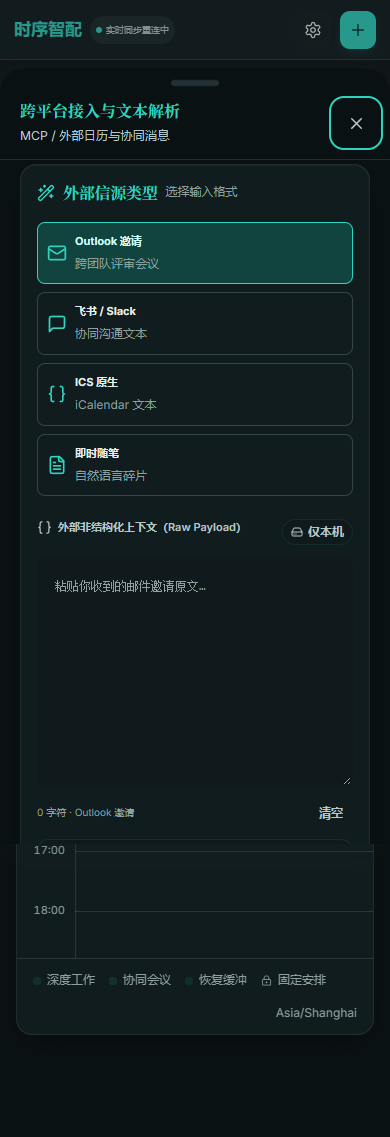 时序智配
实时同步重连中
跨平台接入与文本解析
MCP / 外部日历与协同消息
外部信源类型 选择输入格式
Outlook 邀请
跨团队评审会议
飞书 / Slack
协同沟通文本
ICS 原生
iCalendar 文本
即时随笔
自然语言碎片
外部非结构化上下文（Raw Payload）
仅本机
粘贴你收到的邮件邀请原文…
0 字符 · Outlook 邀请
清空
17:00
18:00
深度工作 协同会议 恢复缓冲 固定安排
Asia/Shanghai